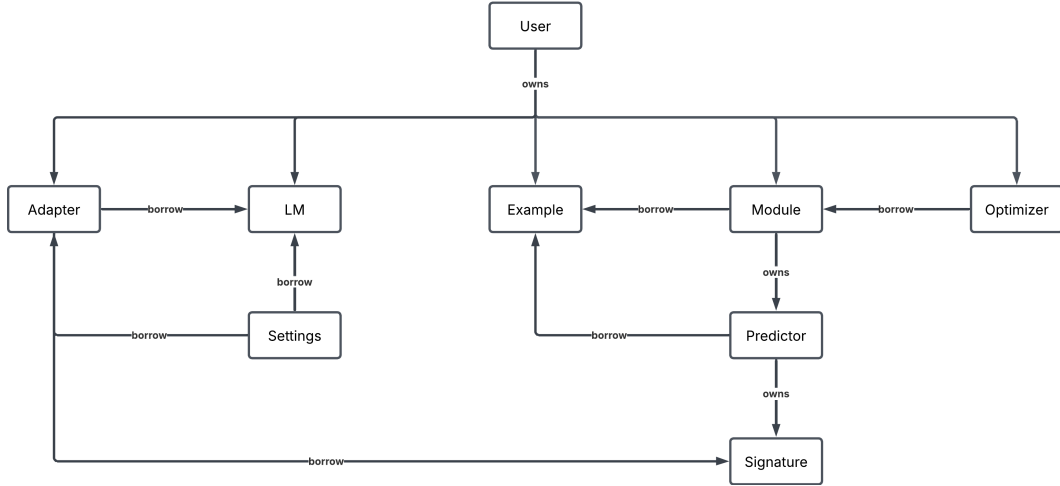 User
owns
Adapter
borrow
LM
Example
borrow
Module
borrow
Optimizer
borrow
owns
borrow
Settings
borrow
Predictor
owns
borrow
Signature